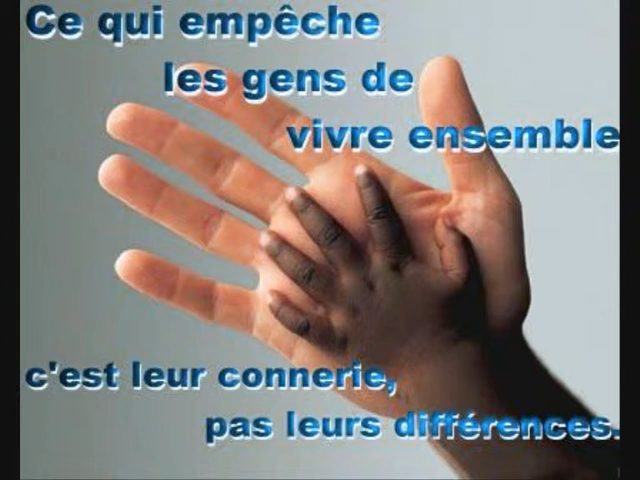 Ce qui empêche
les gens de
vivre ensemble
c'est leur connerie,
pas leurs différences.